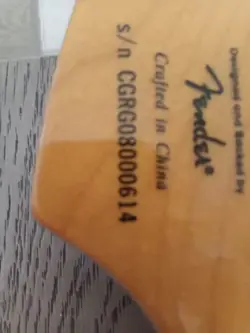 Designed and backed by
Fender®
Crafted in China
s/n CGRG08000614